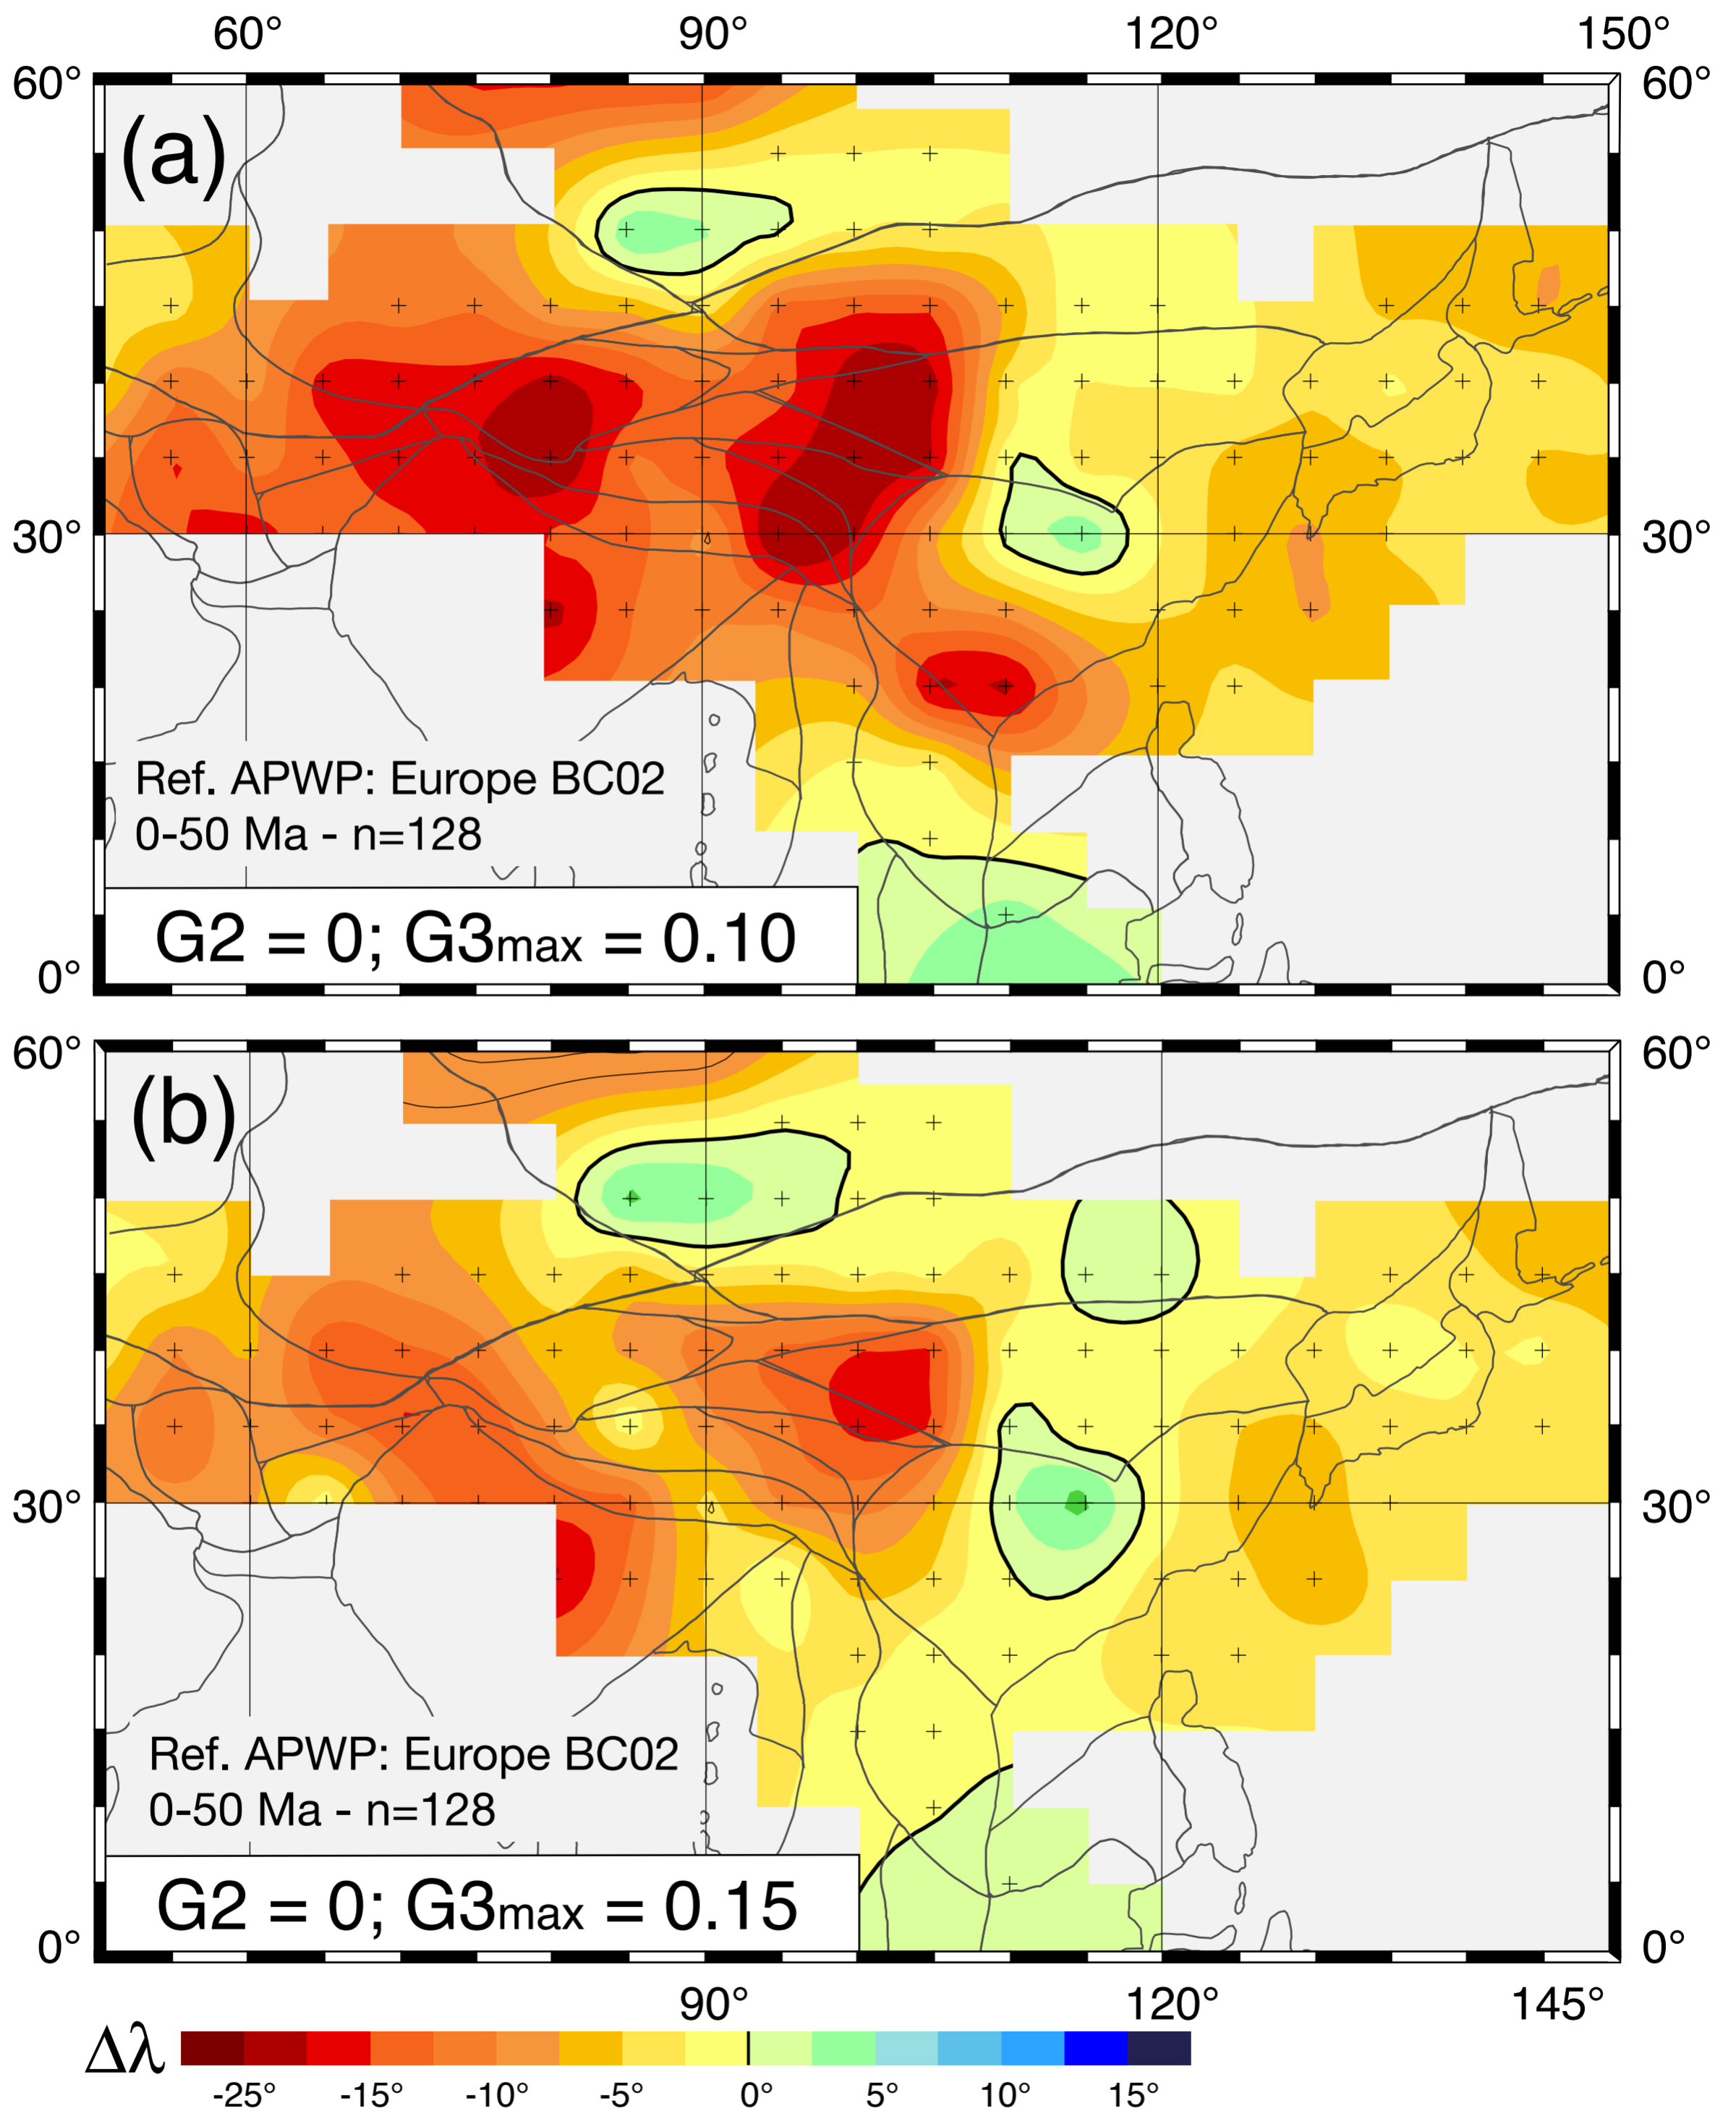 60° 90° 120° 150°
60° 60°
(a)
30° 30°
Ref. APWP: Europe BC02
0-50 Ma - n=128
G2 = 0; G3max = 0.10
0° 0°
60° 60°
(b)
30° 30°
Ref. APWP: Europe BC02
0-50 Ma - n=128
G2 = 0; G3max = 0.15
0° 0°
90° 120° 145°
Δλ
-25° -15° -10° -5° 0° 5° 10° 15°